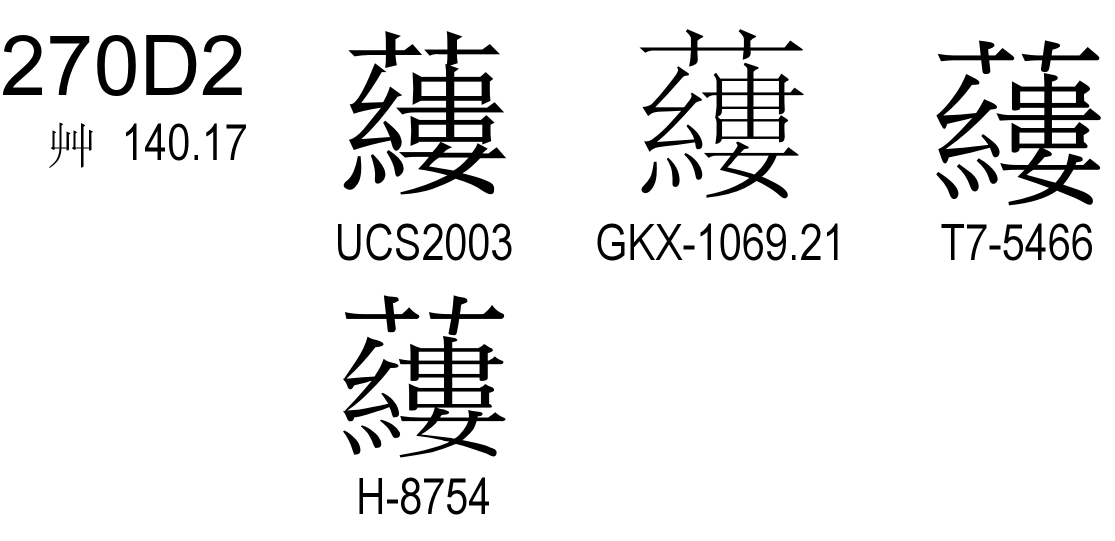 270D2 𧃒 𧃒 𧃒
艸 140.17
UCS2003 GKX-1069.21 T7-5466
𧃒
H-8754